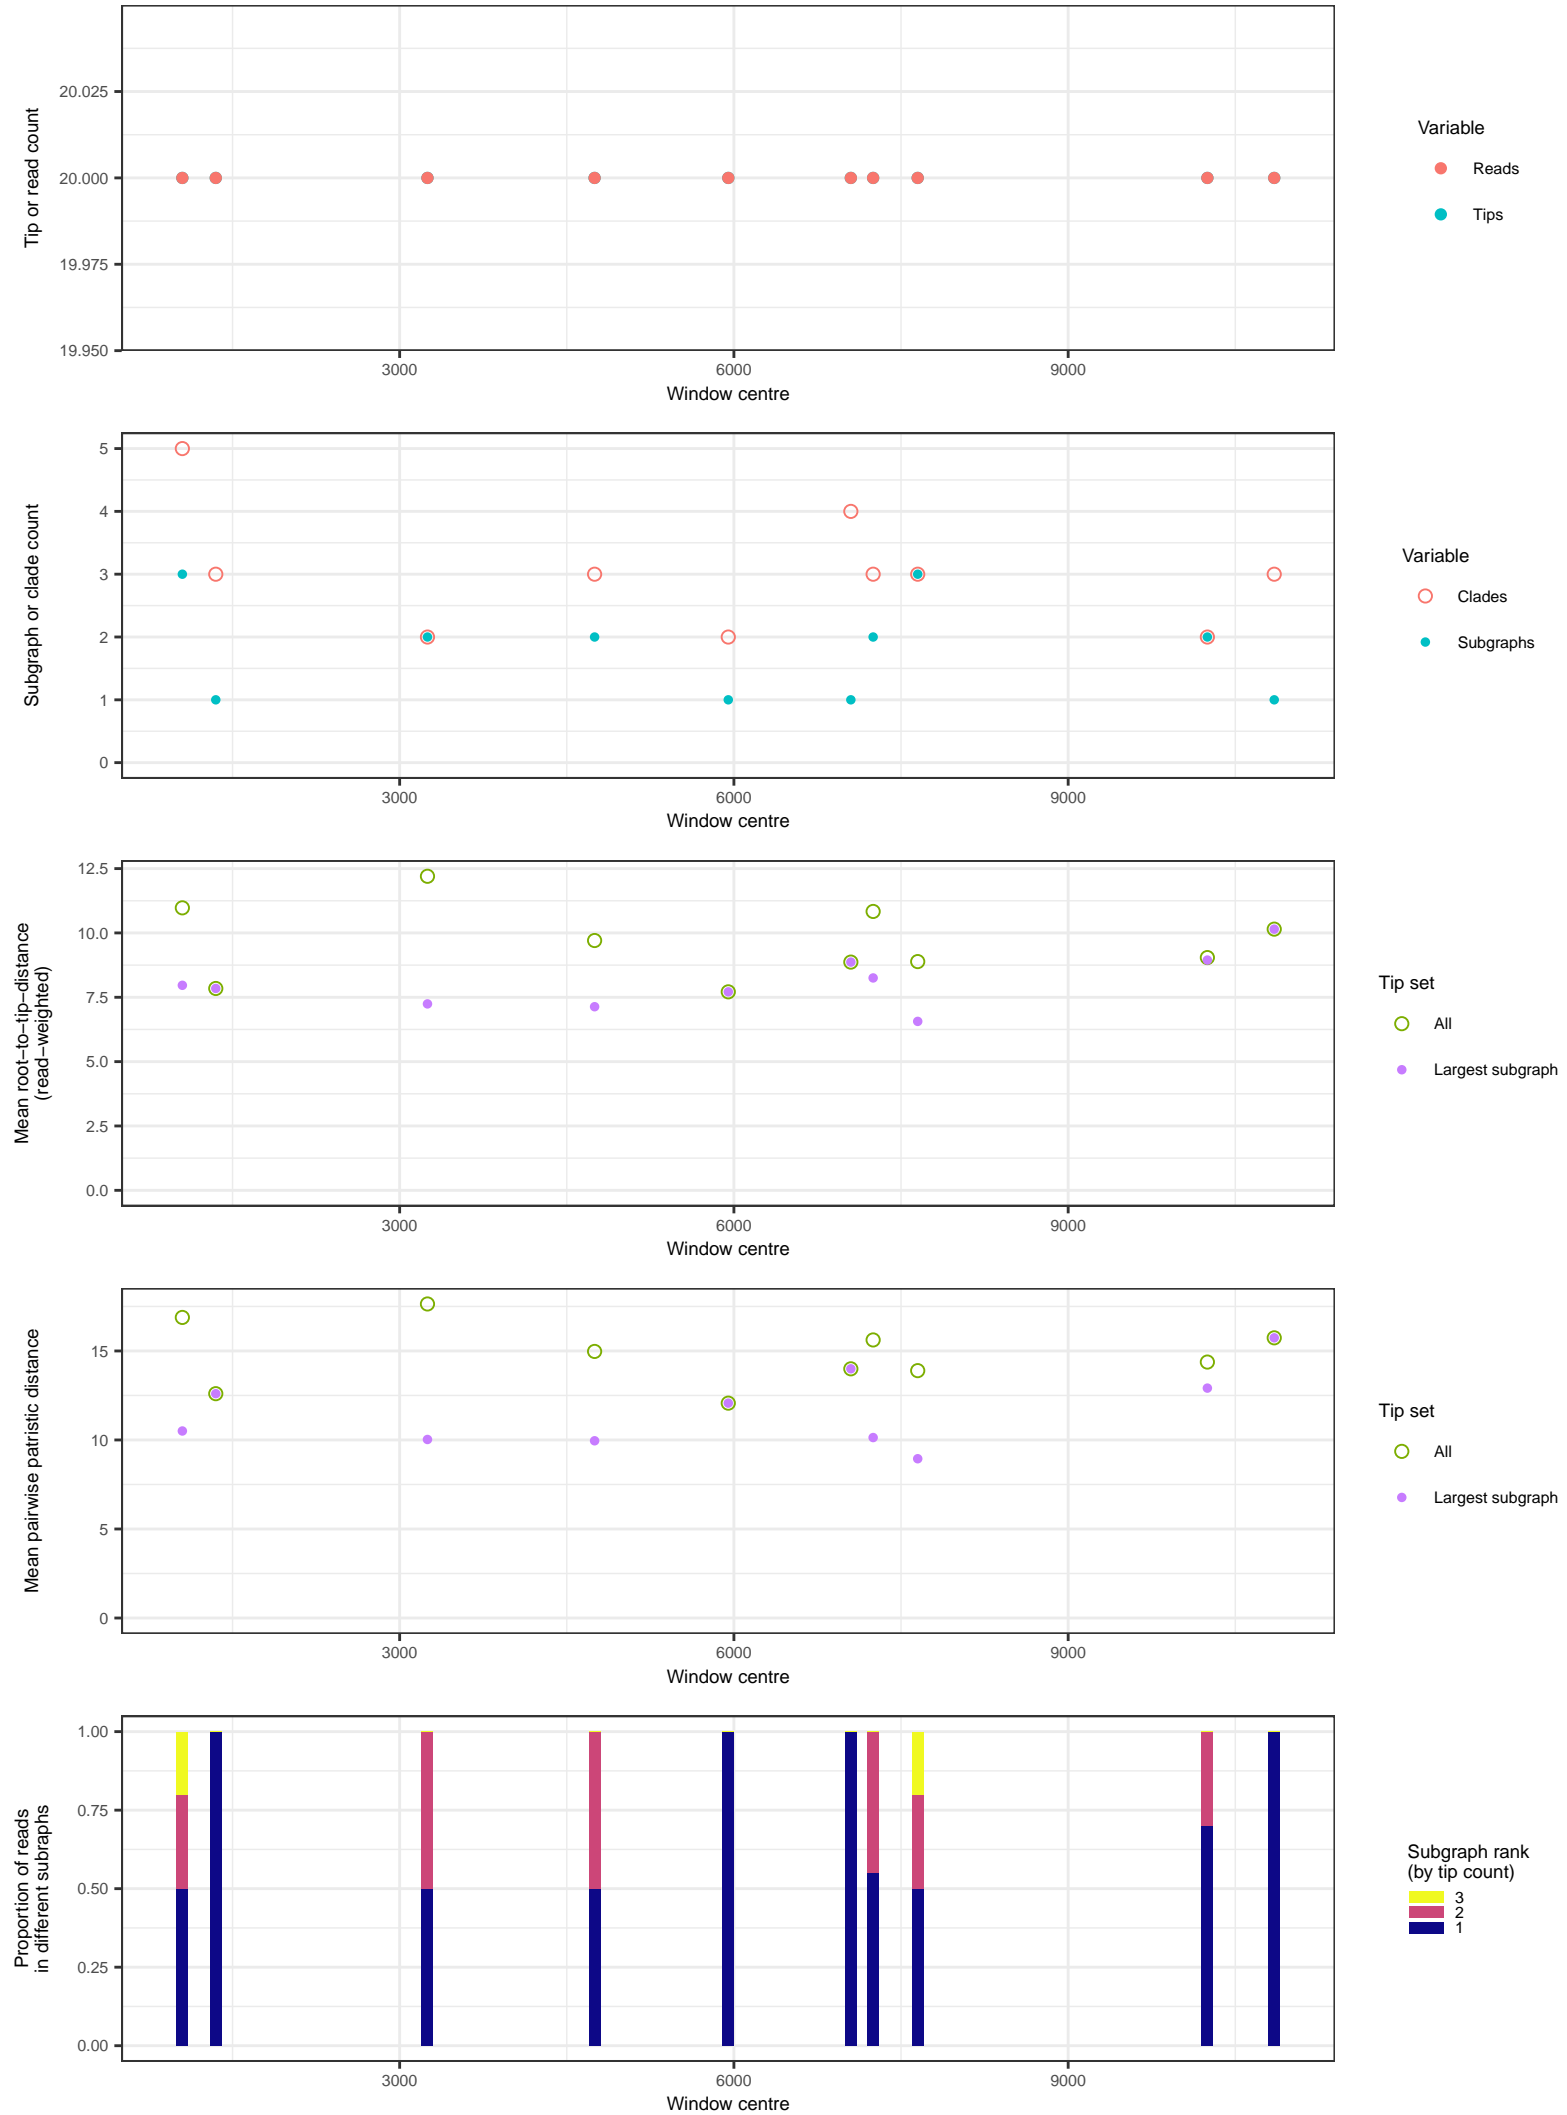 20.025
20.000
19.975
19.950
Tip or read count
3000
6000
9000
Window centre
Variable
Reads
Tips
5
4
3
2
1
0
Subgraph or clade count
3000
6000
9000
Window centre
Variable
Clades
Subgraphs
12.5
10.0
7.5
5.0
2.5
0.0
Mean root−to−tip−distance
(read−weighted)
3000
6000
9000
Window centre
Tip set
All
Largest subgraph
15
10
5
0
Mean pairwise patristic distance
3000
6000
9000
Window centre
Tip set
All
Largest subgraph
1.00
0.75
0.50
0.25
0.00
Proportion of reads
in different subraphs
3000
6000
9000
Window centre
Subgraph rank
(by tip count)
3
2
1